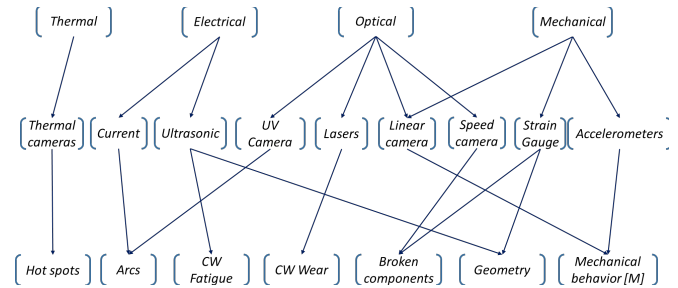 Thermal
Electrical
Optical
Mechanical
Thermal
cameras
Current
Ultrasonic
UV
Camera
Lasers
Linear
camera
Speed
camera
Strain
Gauge
Accelerometers
Hot spots
Arcs
CW
Fatigue
CW Wear
Broken
components
Geometry
Mechanical
behavior [M]